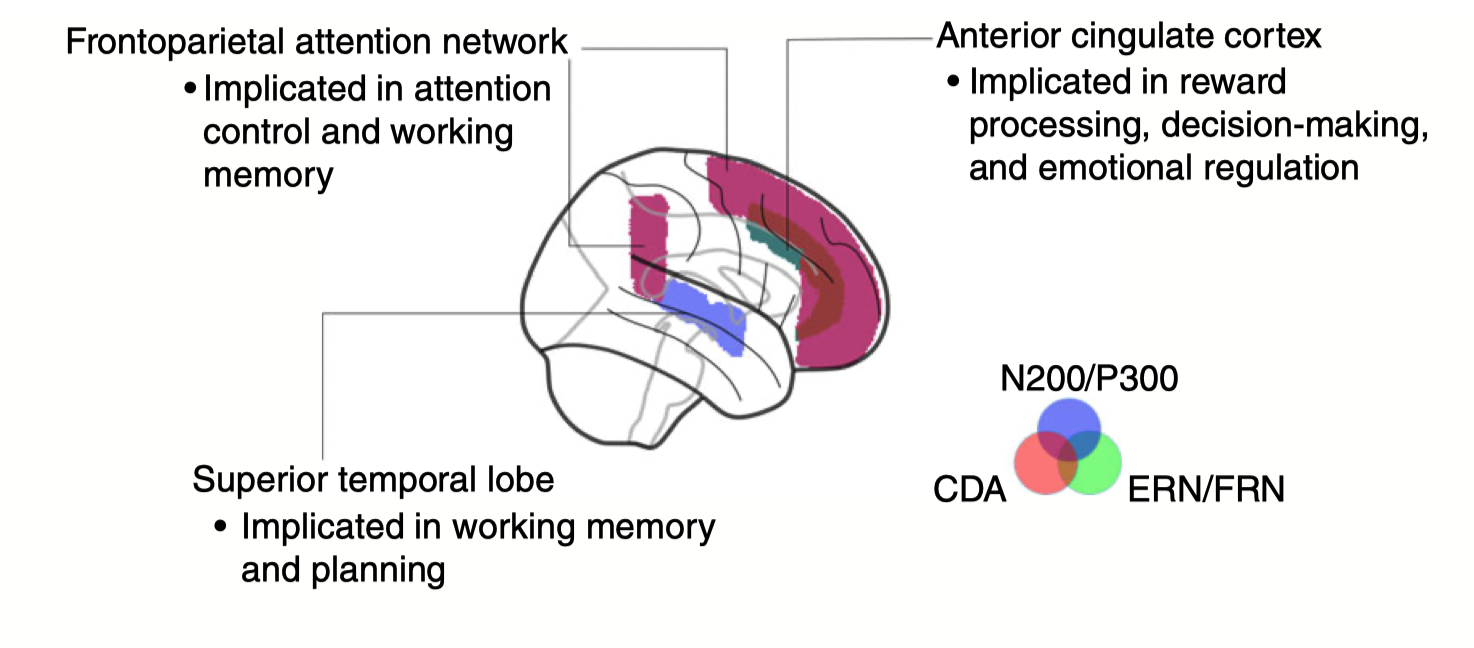 Frontoparietal attention network
• Implicated in attention
control and working
memory
Anterior cingulate cortex
• Implicated in reward
processing, decision-making,
and emotional regulation
Superior temporal lobe
• Implicated in working memory
and planning
N200/P300
CDA
ERN/FRN